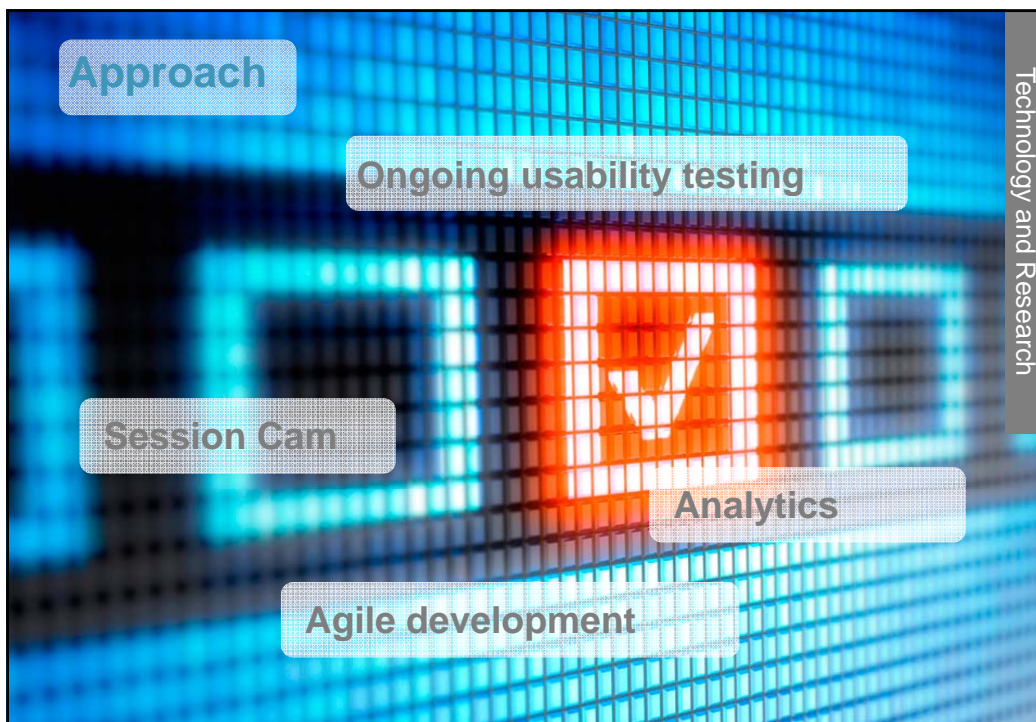 Approach
Technology and Research
Ongoing usability testing
Session Cam
Analytics
Agile development